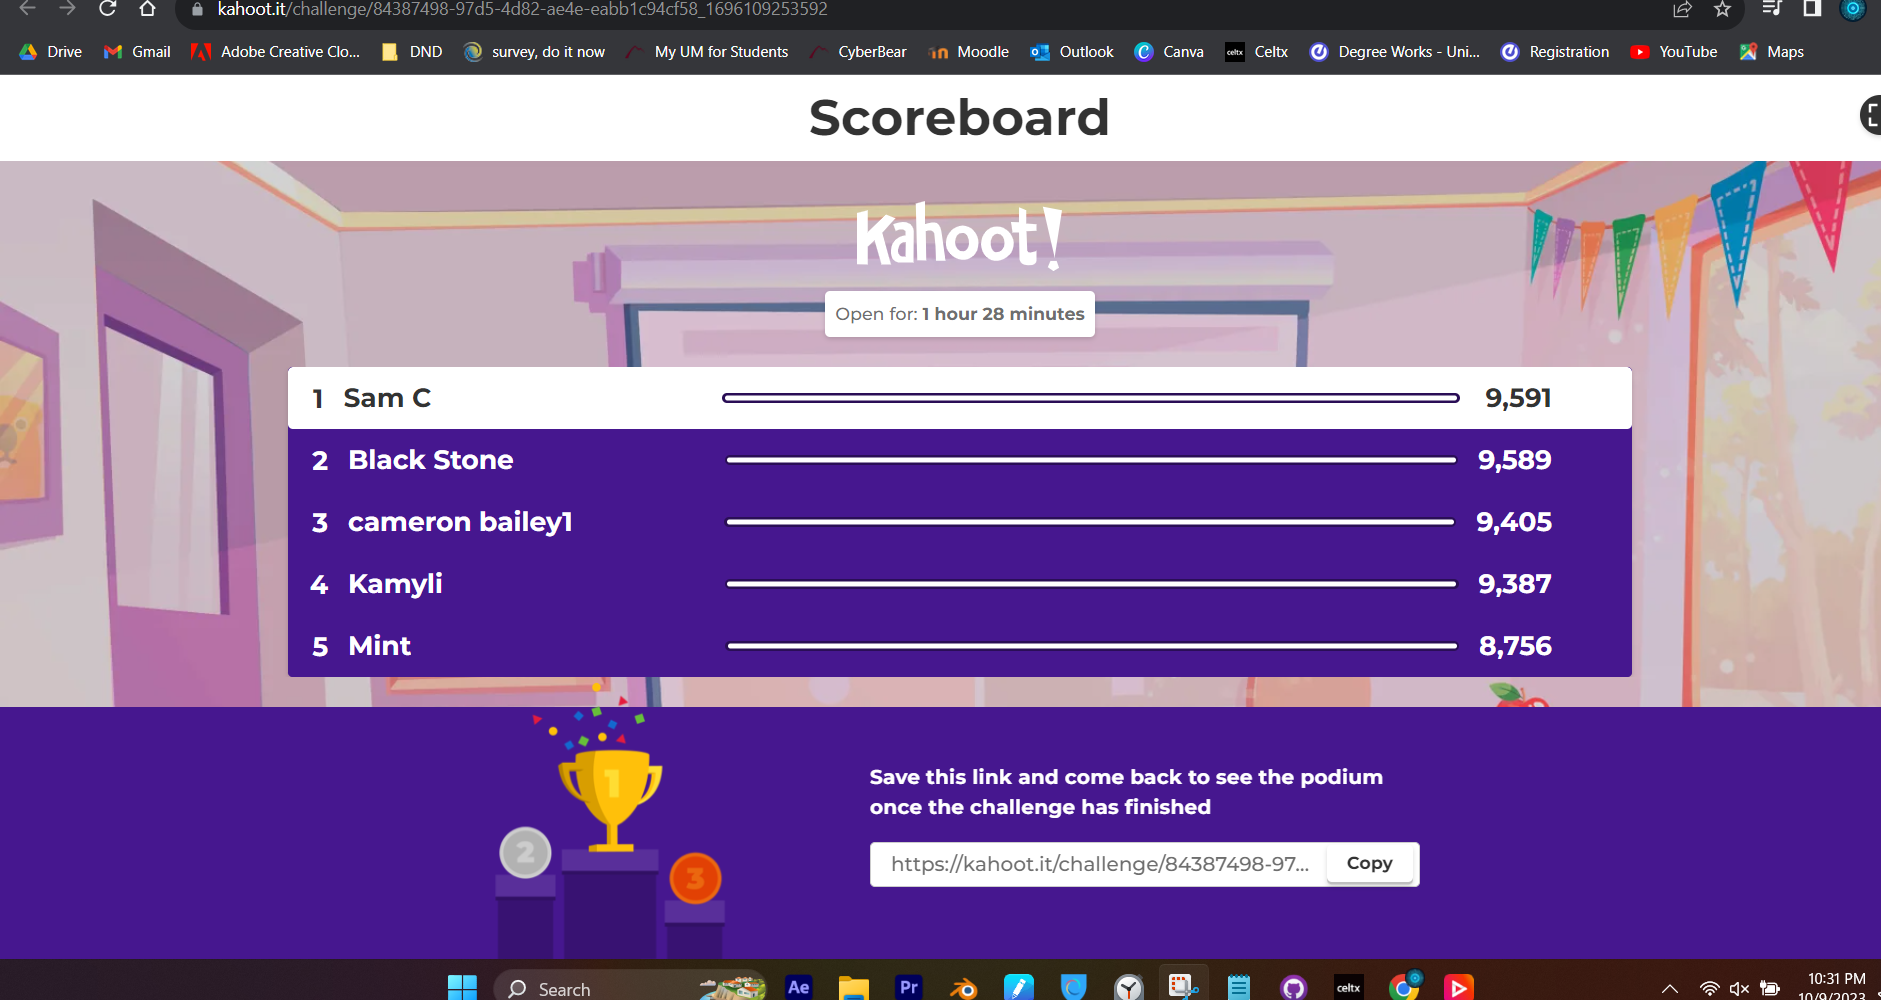 kahoot.it/challenge/84387498-97d5-4d82-ae4e-eabb1c94cf58_1696109253592
Drive Gmail Adobe Creative Clo... DND survey, do it now My UM for Students CyberBear Moodle Outlook Canva celtx Celtx Degree Works - Uni... Registration YouTube Maps
Scoreboard
Kahoot!
Open for: 1 hour 28 minutes
1 Sam C 9,591
2 Black Stone 9,589
3 cameron bailey1 9,405
4 Kamyli 9,387
5 Mint 8,756
1
2
3
Save this link and come back to see the podium
once the challenge has finished
https://kahoot.it/challenge/84387498-97... Copy
Search Ae Pr celtx 10:31 PM
10/9/2023